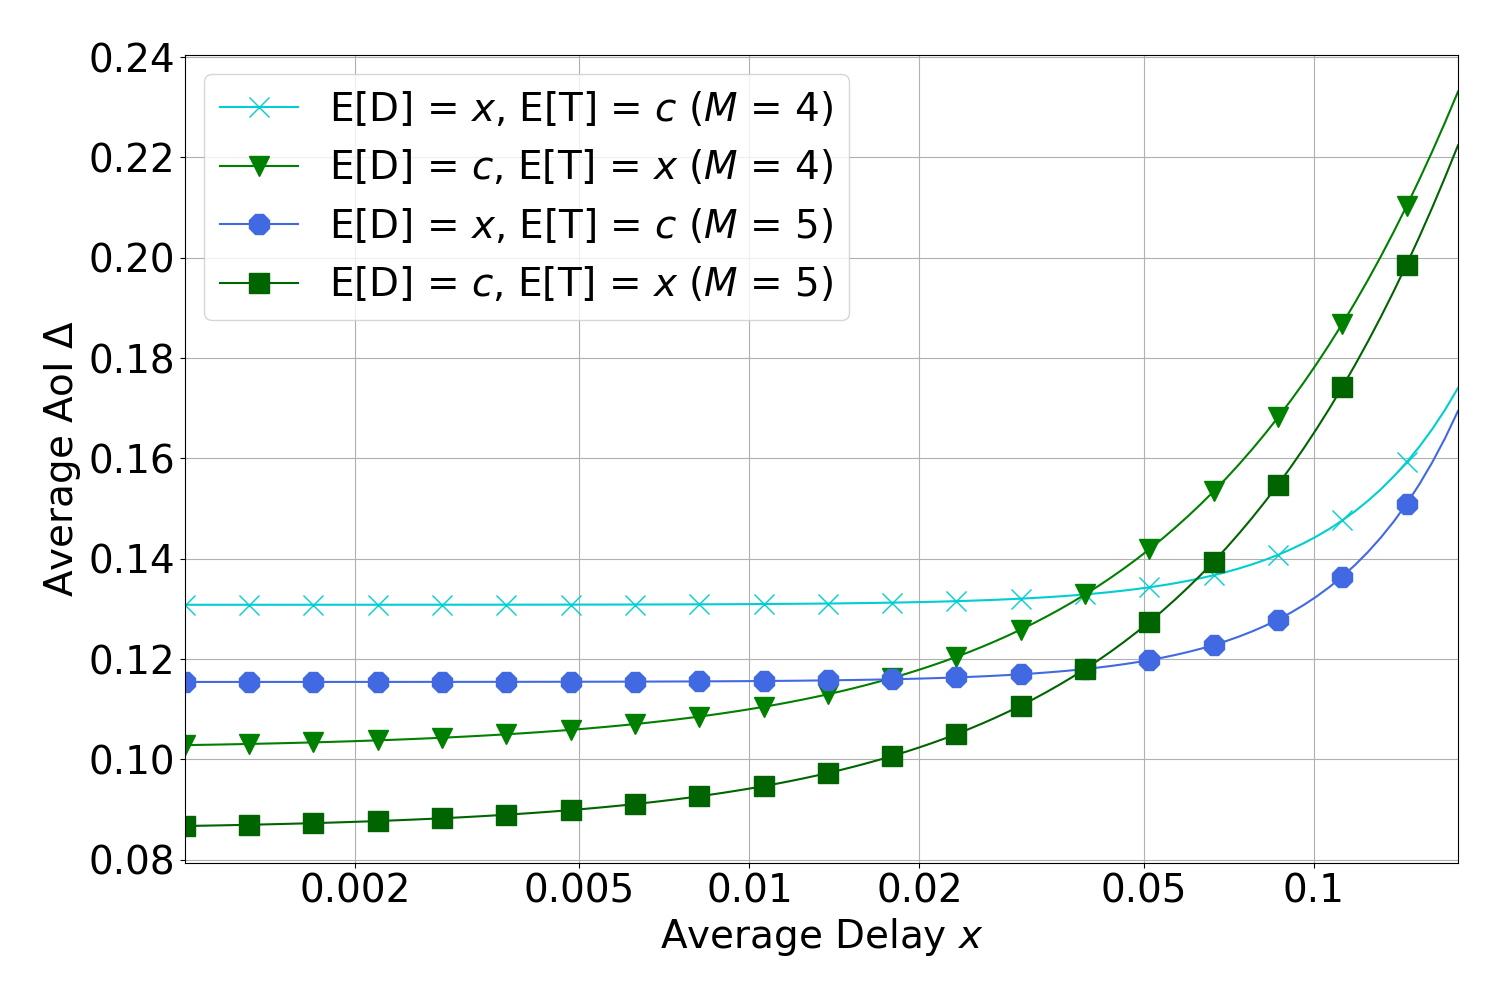 0.24
0.22
0.20
0.18
0.16
0.14
0.12
0.10
0.08
Average AoI Δ
E[D] = x, E[T] = c (M = 4)
E[D] = c, E[T] = x (M = 4)
E[D] = x, E[T] = c (M = 5)
E[D] = c, E[T] = x (M = 5)
0.002 0.005 0.01 0.02 0.05 0.1
Average Delay x